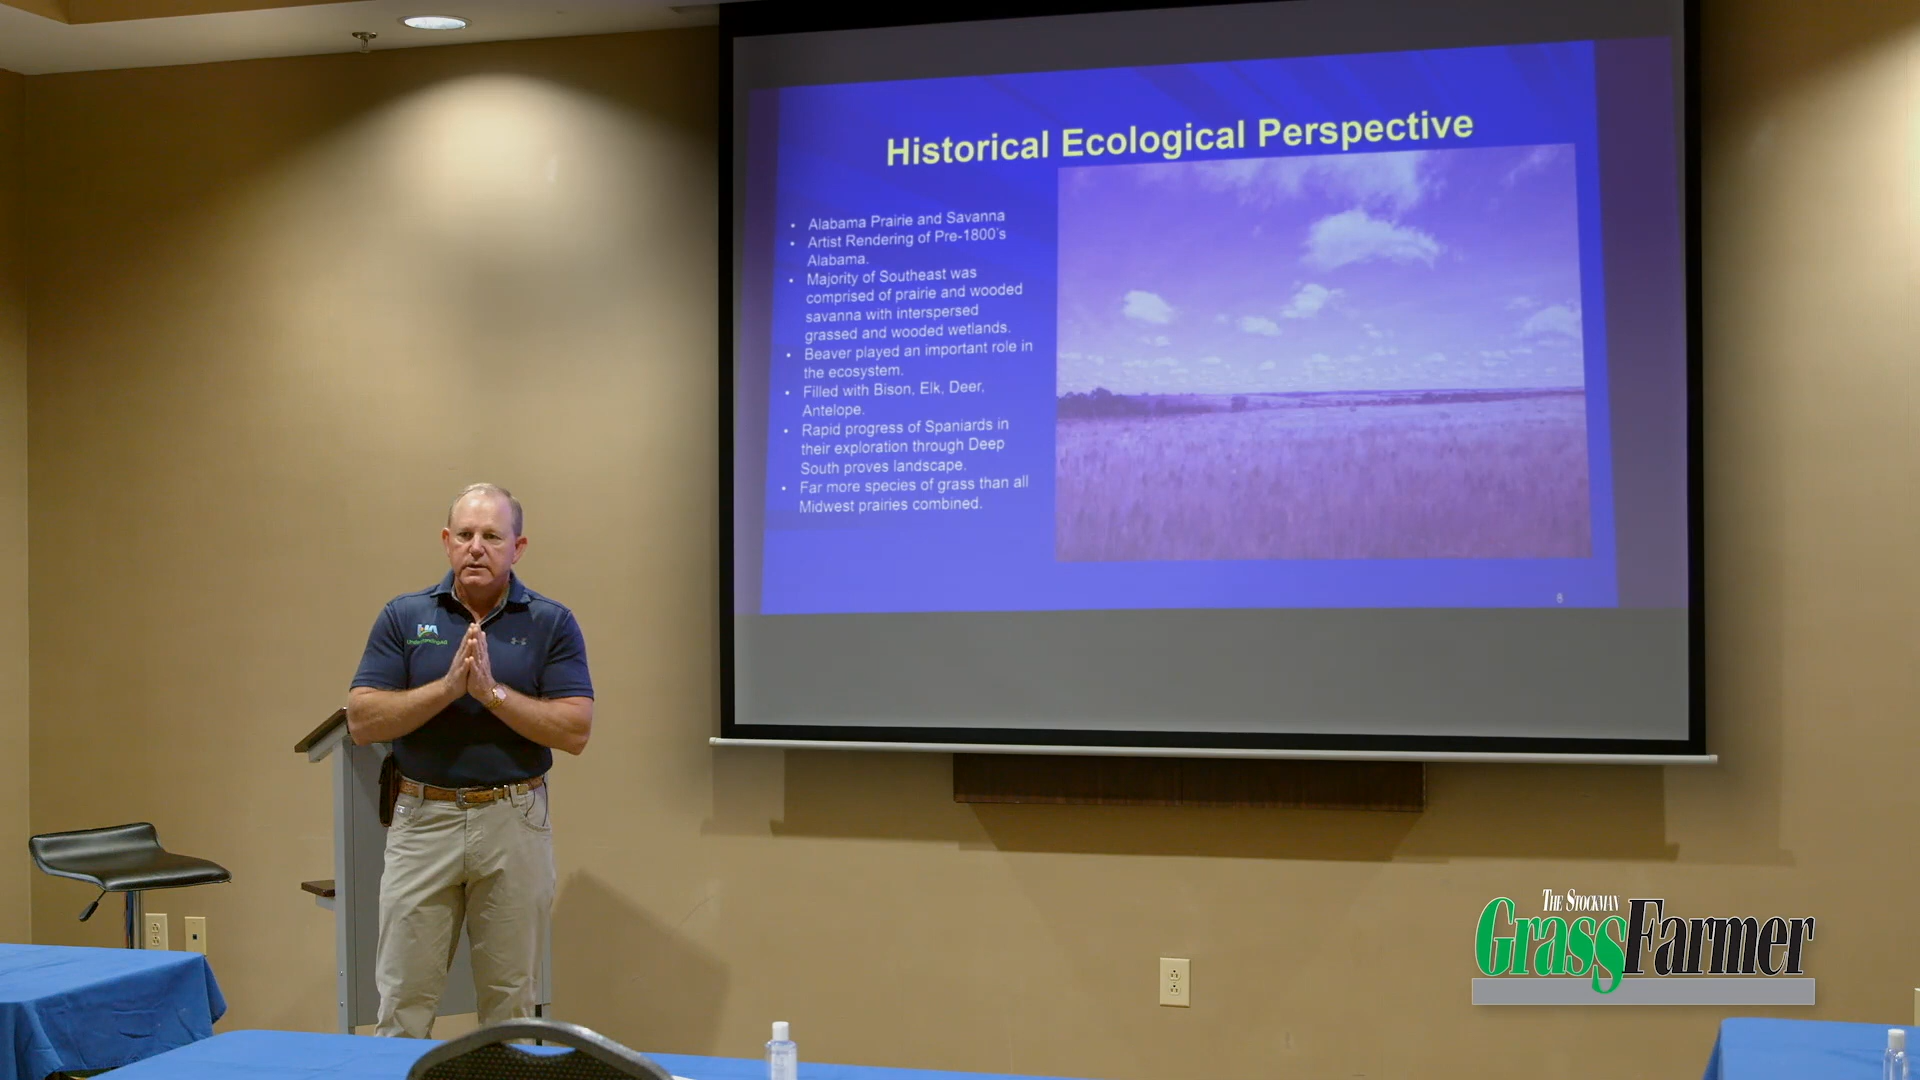 Historical Ecological Perspective
• Alabama Prairie and Savanna
• Artist Rendering of Pre-1800's
Alabama.
• Majority of Southeast was
comprised of prairie and wooded
savanna with interspersed
grassed and wooded wetlands.
• Beaver played an important role in
the ecosystem.
• Filled with Bison, Elk, Deer,
Antelope.
• Rapid progress of Spaniards in
their exploration through Deep
South proves landscape.
• Far more species of grass than all
Midwest prairies combined.
UA
UnderstandingAG
THE STOCKMAN
GrassFarmer